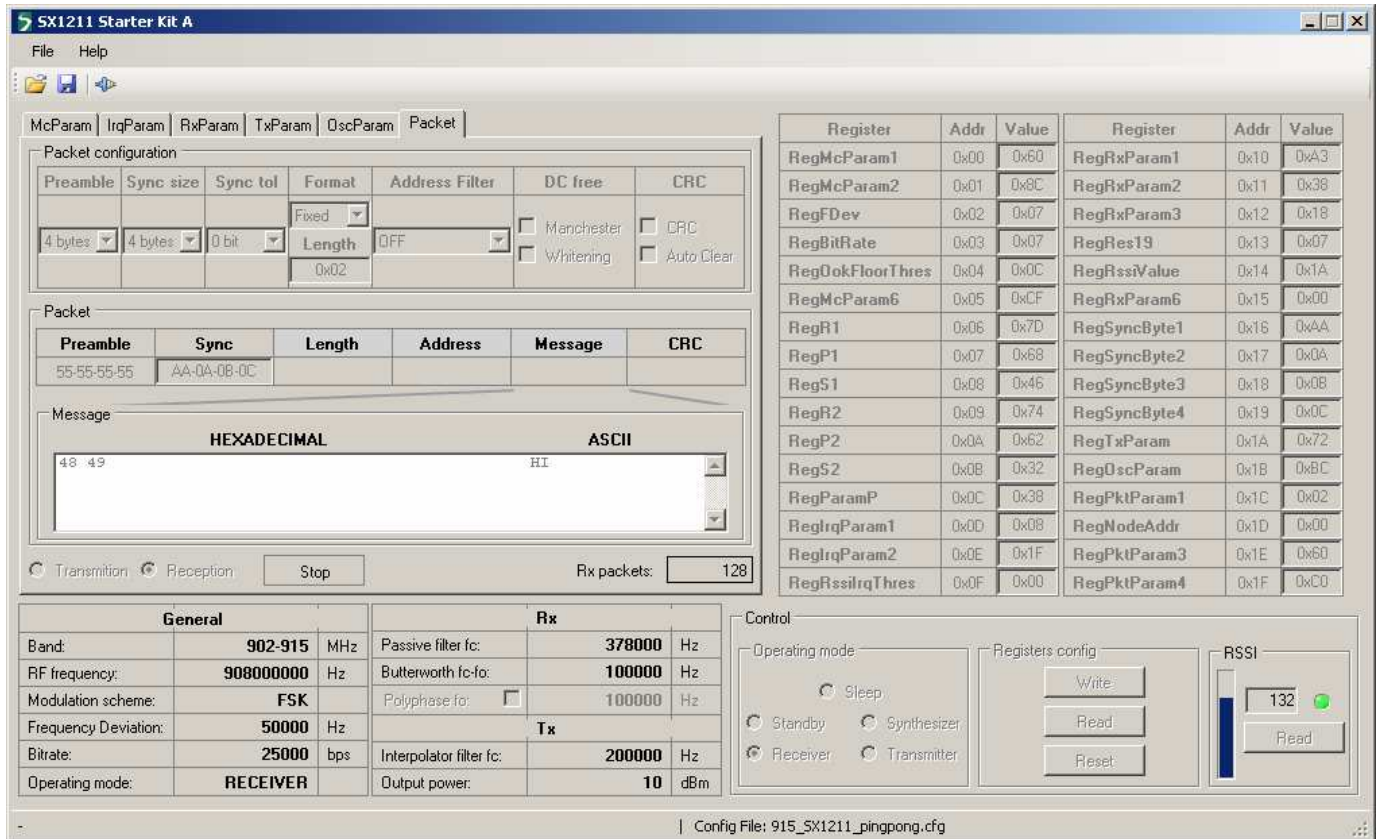 SX1211 Starter Kit A
File Help
McParam IrqParam RxParam TxParam OscParam Packet
Packet configuration
Preamble Sync size Sync tol Format Address Filter DC free CRC
4 bytes 4 bytes 0 bit Fixed OFF Manchester CRC
Length Whitening Auto Clear
0x02
Packet
Preamble Sync Length Address Message CRC
55-55-55-55 AA-0A-0B-0C
Message
HEXADECIMAL ASCII
48 49 HI
Transmition Reception Stop Rx packets: 128
Register Addr Value Register Addr Value
RegMcParam1 0x00 0x60 RegRxParam1 0x10 0xA3
RegMcParam2 0x01 0x8C RegRxParam2 0x11 0x38
RegFDev 0x02 0x07 RegRxParam3 0x12 0x18
RegBitRate 0x03 0x07 RegRes19 0x13 0x07
RegOokFloorThres 0x04 0x0C RegRssiValue 0x14 0x1A
RegMcParam6 0x05 0xCF RegRxParam6 0x15 0x00
RegR1 0x06 0x7D RegSyncByte1 0x16 0xAA
RegP1 0x07 0x68 RegSyncByte2 0x17 0x0A
RegS1 0x08 0x46 RegSyncByte3 0x18 0x0B
RegR2 0x09 0x74 RegSyncByte4 0x19 0x0C
RegP2 0x0A 0x62 RegTxParam 0x1A 0x72
RegS2 0x0B 0x32 RegOscParam 0x1B 0xBC
RegParamP 0x0C 0x38 RegPktParam1 0x1C 0x02
RegIrqParam1 0x0D 0x08 RegNodeAddr 0x1D 0x00
RegIrqParam2 0x0E 0x1F RegPktParam3 0x1E 0x60
RegRssiIrqThres 0x0F 0x00 RegPktParam4 0x1F 0xC0
General
Band: 902-915 MHz
RF frequency: 908000000 Hz
Modulation scheme: FSK
Frequency Deviation: 50000 Hz
Bitrate: 25000 bps
Operating mode: RECEIVER
Rx
Passive filter fc: 378000 Hz
Butterworth fc-fo: 100000 Hz
Polyphase fo: 100000 Hz
Tx
Interpolator filter fc: 200000 Hz
Output power: 10 dBm
Control
Operating mode
Sleep
Standby Synthesizer
Receiver Transmitter
Registers config
Write
Read
Reset
RSSI
132
Read
- Config File: 915_SX1211_pingpong.cfg